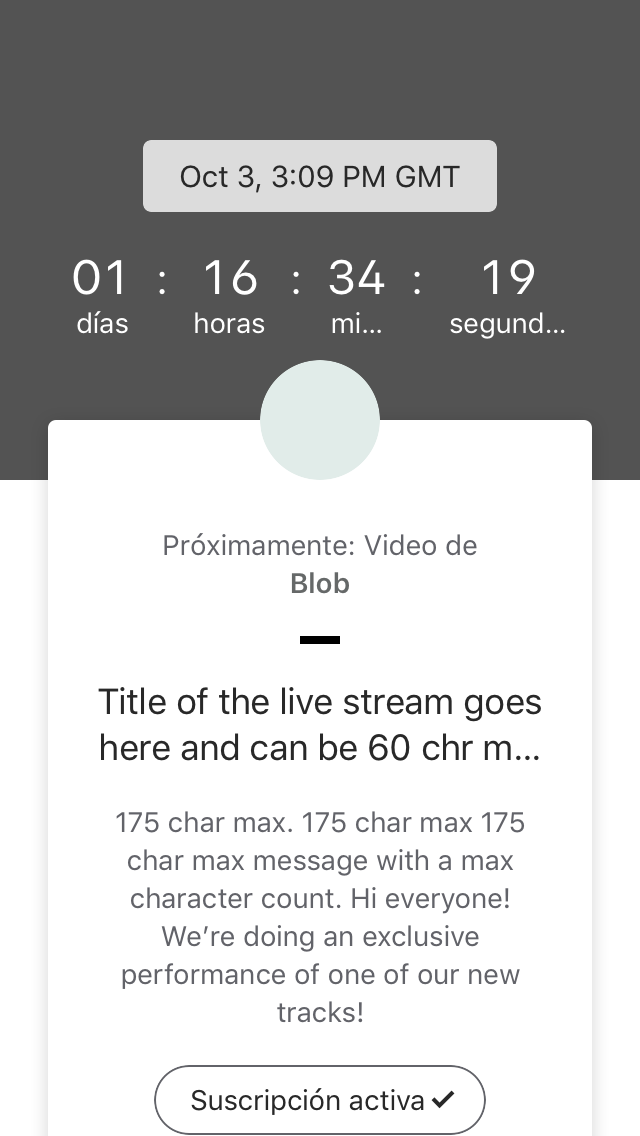 Oct 3, 3:09 PM GMT
01 : 16 : 34 : 19
días horas mi... segund...
Próximamente: Video de
Blob
Title of the live stream goes
here and can be 60 chr m...
175 char max. 175 char max 175
char max message with a max
character count. Hi everyone!
We’re doing an exclusive
performance of one of our new
tracks!
Suscripción activa ✓